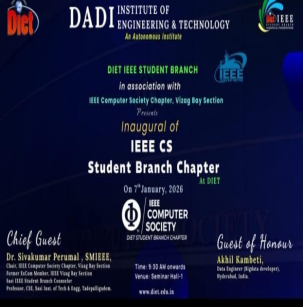 Diet
DADI INSTITUTE OF
ENGINEERING & TECHNOLOGY
An Autonomous Institute
Diet IEEE
DIET IEEE STUDENT BRANCH
IEEE
in association with
IEEE Computer Society Chapter, Vizag Bay Section
Presents
Inaugural of
IEEE CS
Student Branch Chapter
At DIET
On 7th January, 2026
IEEE
COMPUTER
SOCIETY
DIET STUDENT BRANCH CHAPTER
Chief Guest
Dr. Sivakumar Perumal , SMIEEE,
Chair, IEEE Computer Society Chapter, Vizag Bay Section
Former ExCom Member, IEEE Vizag Bay Section
Sasi IEEE Student Branch Counselor
Professor, CSE, Sasi Inst. of Tech & Engg, Tadepalligudem.
Guest of Honour
Akhil Kambeti,
Data Engineer (Bigdata developer),
Hyderabad, India.
Time: 9:30 AM onwards
Venue: Seminar Hall-1
www.diet.edu.in